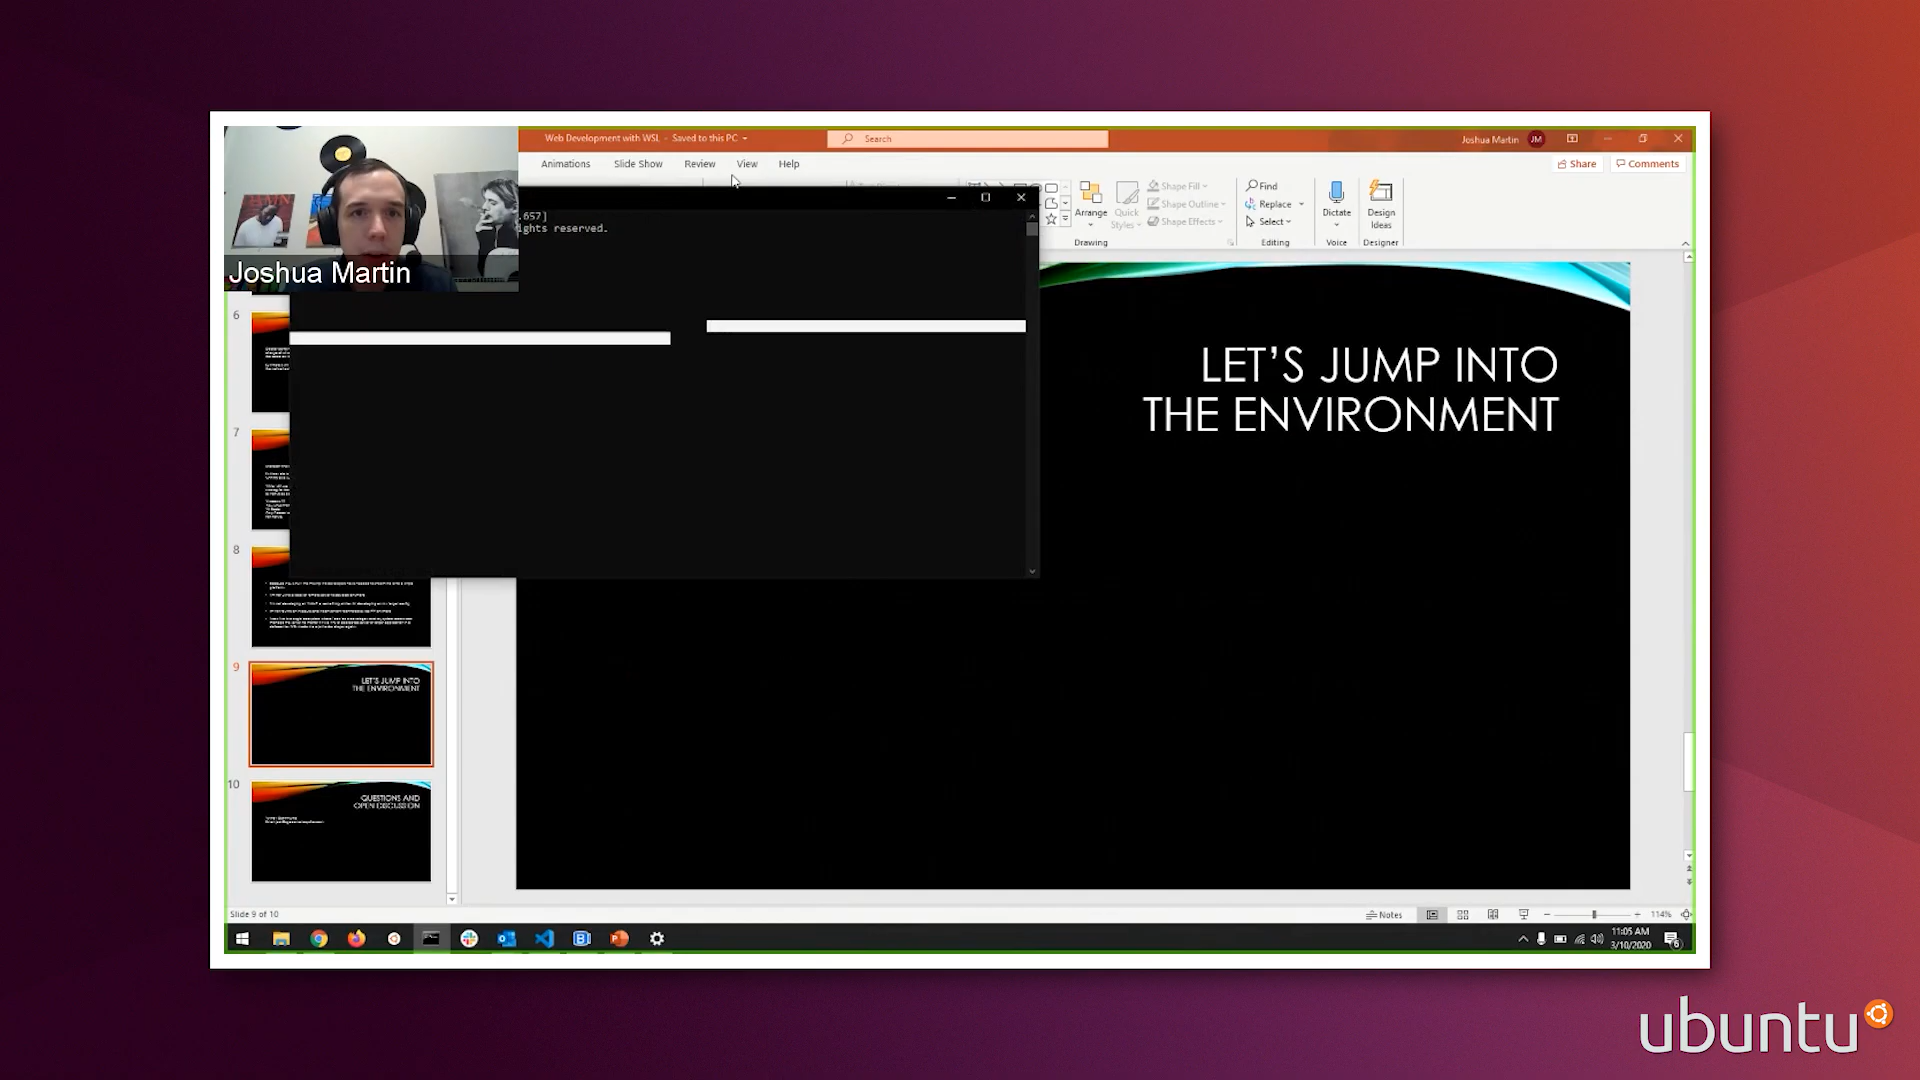 Web Development with WSL - Saved to this PC
Search
Joshua Martin JM
Animations Slide Show Review View Help
Share Comments
Joshua Martin
.657]
ights reserved.
Arrange
Quick
Styles
Shape Fill
Shape Outline
Shape Effects
Drawing
Find
Replace
Select
Editing
Dictate
Voice
Design
Ideas
Designer
LET'S JUMP INTO
THE ENVIRONMENT
6
7
8
9
LET'S JUMP INTO
THE ENVIRONMENT
10
QUESTIONS AND
OPEN DISCUSSION
Slide 9 of 10
Notes
114%
11:05 AM
3/10/2020
6
ubuntu